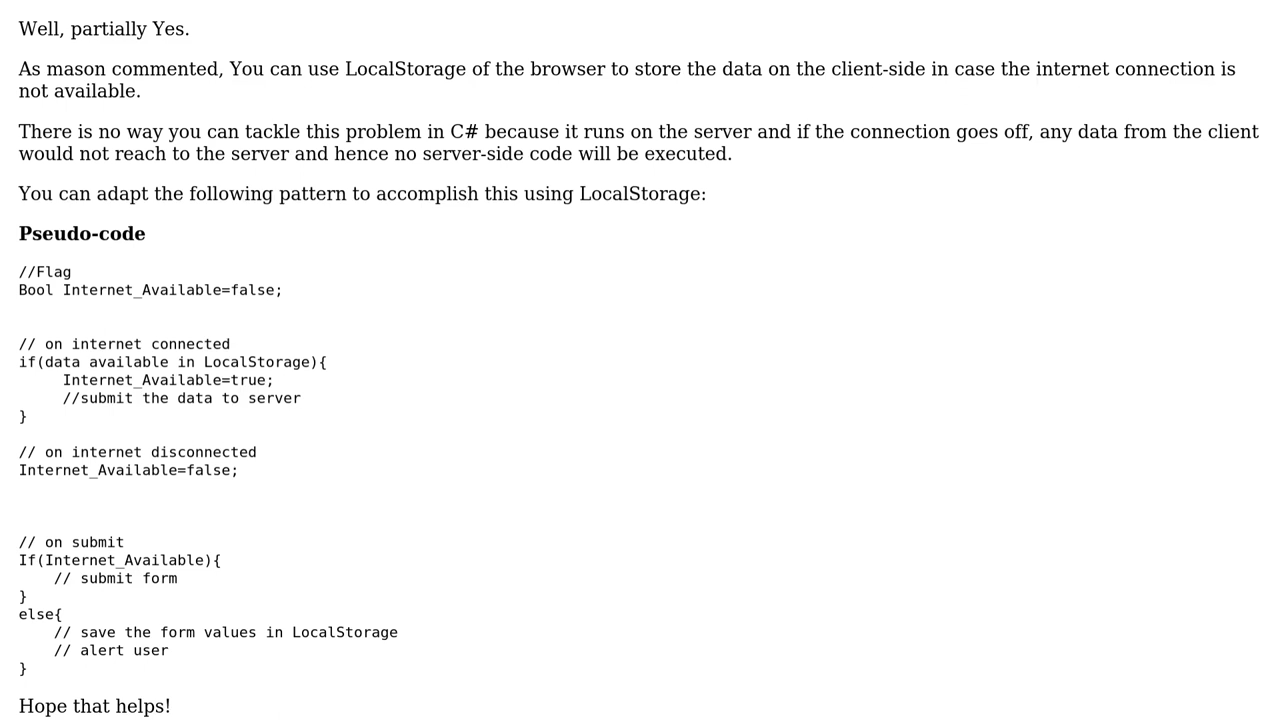 Well, partially Yes.
As mason commented, You can use LocalStorage of the browser to store the data on the client-side in case the internet connection is
not available.
There is no way you can tackle this problem in C# because it runs on the server and if the connection goes off, any data from the client
would not reach to the server and hence no server-side code will be executed.
You can adapt the following pattern to accomplish this using LocalStorage:
Pseudo-code
//Flag
Bool Internet_Available=false;
// on internet connected
if(data available in LocalStorage){
     Internet_Available=true;
     //submit the data to server
}
// on internet disconnected
Internet_Available=false;
// on submit
If(Internet_Available){
    // submit form
}
else{
    // save the form values in LocalStorage
    // alert user
}
Hope that helps!